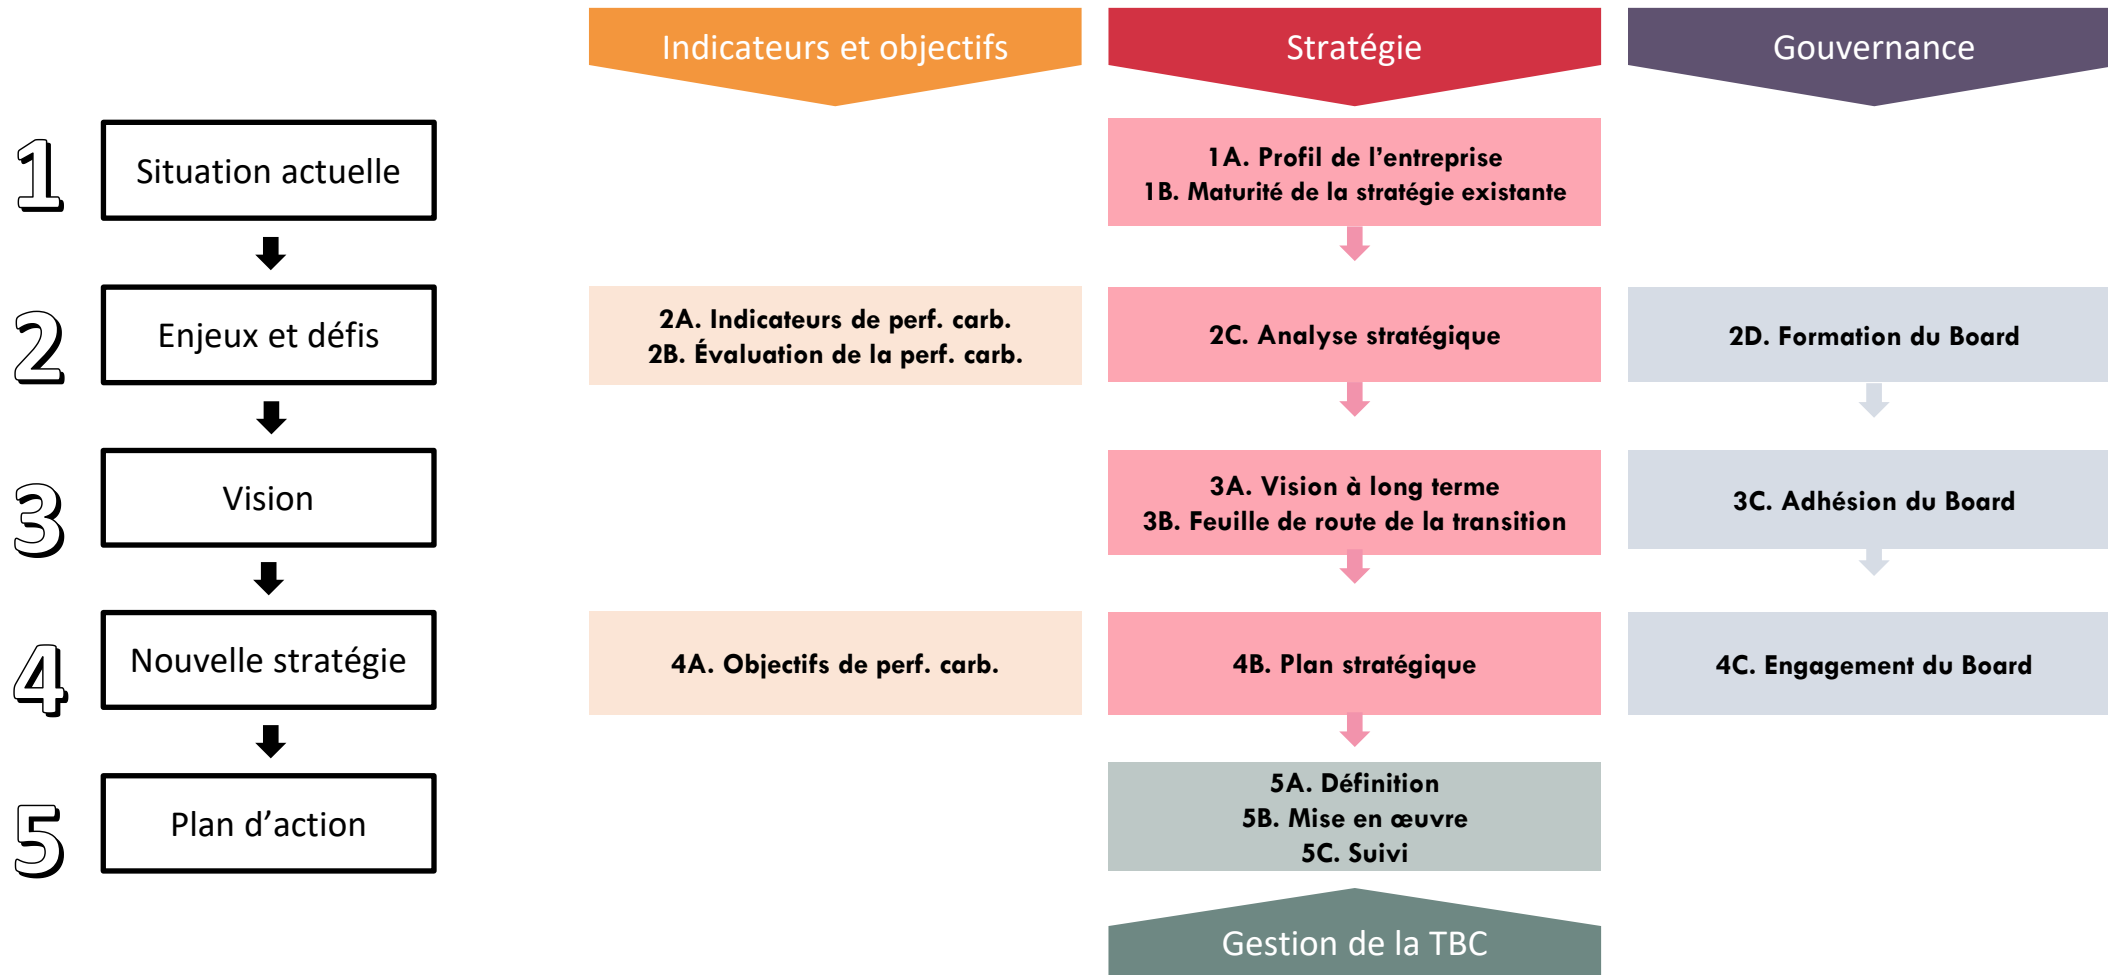 Indicateurs et objectifs
Stratégie
Gouvernance
1
Situation actuelle
1A. Profil de l’entreprise
1B. Maturité de la stratégie existante
2
Enjeux et défis
2A. Indicateurs de perf. carb.
2B. Évaluation de la perf. carb.
2C. Analyse stratégique
2D. Formation du Board
3
Vision
3A. Vision à long terme
3B. Feuille de route de la transition
3C. Adhésion du Board
4
Nouvelle stratégie
4A. Objectifs de perf. carb.
4B. Plan stratégique
4C. Engagement du Board
5
Plan d’action
5A. Définition
5B. Mise en œuvre
5C. Suivi
Gestion de la TBC